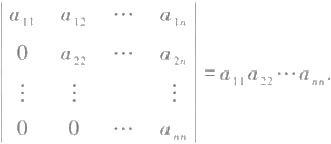 | a₁₁ a₁₂ ⋯ a₁ₙ |
| 0 a₂₂ ⋯ a₂ₙ |
| ⋮ ⋮ ⋮ | = a₁₁a₂₂⋯aₙₙ.
| 0 0 ⋯ aₙₙ |